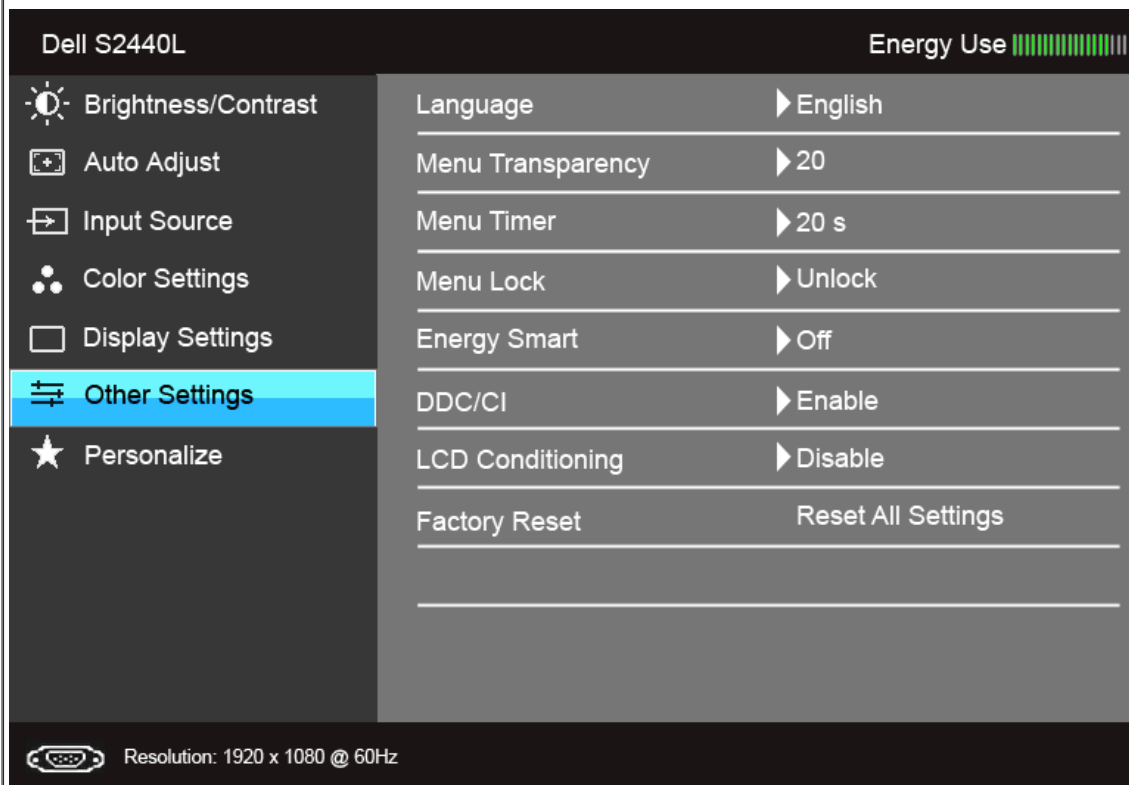 Dell S2440L Energy Use
Brightness/Contrast Language English
Auto Adjust Menu Transparency 20
Input Source Menu Timer 20 s
Color Settings Menu Lock Unlock
Display Settings Energy Smart Off
Other Settings DDC/CI Enable
Personalize LCD Conditioning Disable
Factory Reset Reset All Settings
Resolution: 1920 x 1080 @ 60Hz